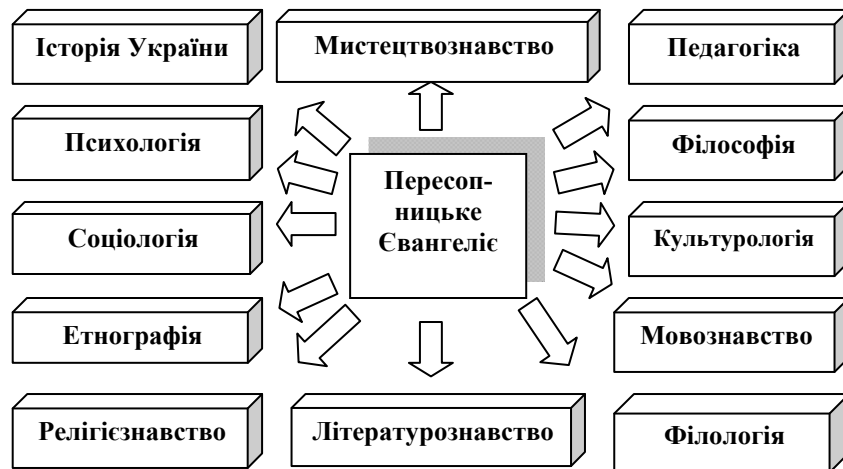 Історія України
Мистецтвознавство
Педагогіка
Психологія
Філософія
Пересоп-
ницьке
Євангеліє
Соціологія
Культурологія
Етнографія
Мовознавство
Релігієзнавство
Літературознавство
Філологія